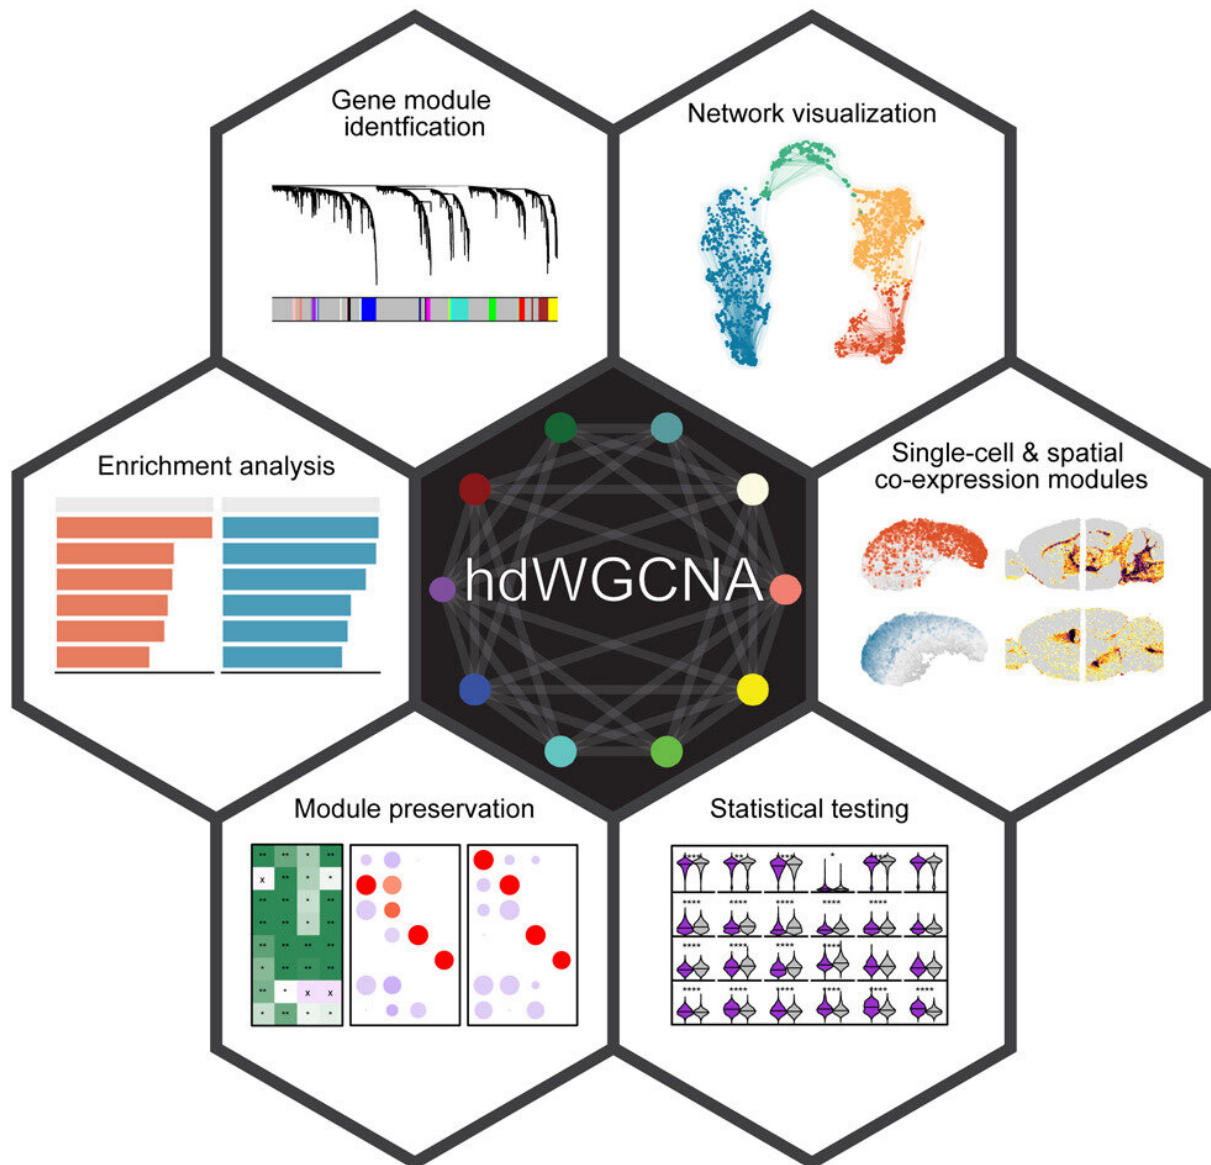 Gene module
identfication
Network visualization
Enrichment analysis
Single-cell & spatial
co-expression modules
hdWGCNA
Module preservation
Statistical testing